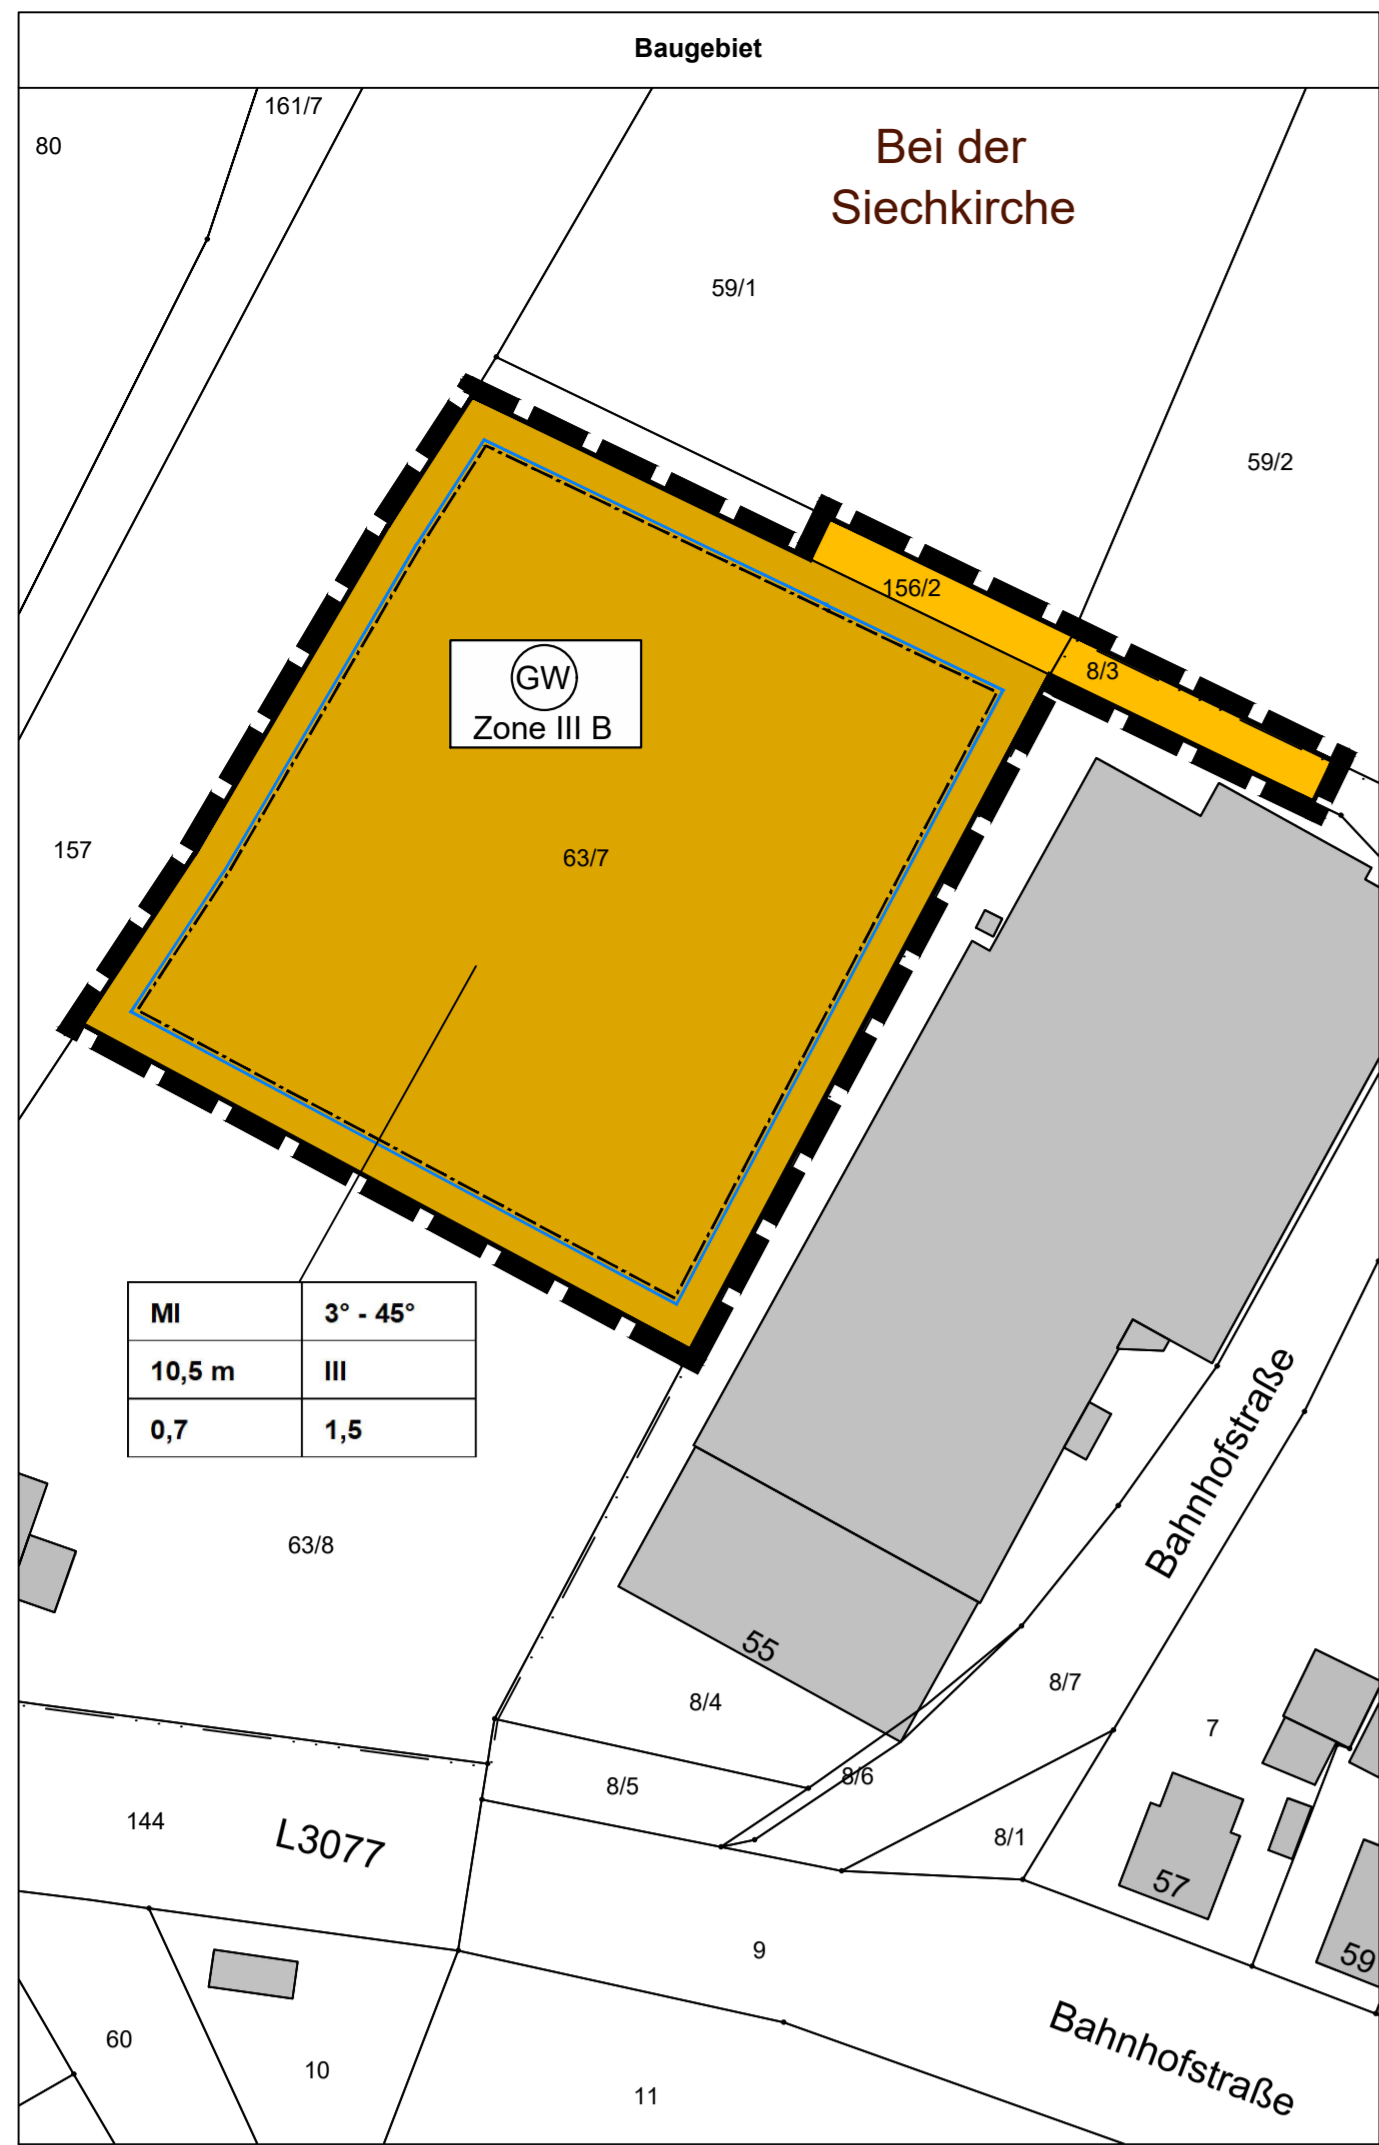 Baugebiet
161/7
80
Bei der
Siechkirche
59/1
59/2
156/2
8/3
GW
Zone III B
157
63/7
MI 3° - 45°
10,5 m III
0,7 1,5
Bahnhofstraße
63/8
55
8/4
8/7
7
8/6
8/5
144
L3077
8/1
57
59
9
60
10
11
Bahnhofstraße